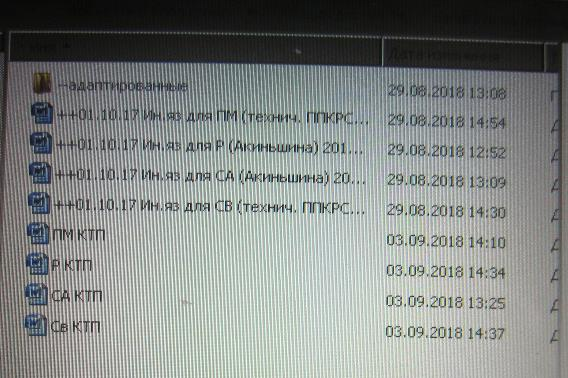 Имя Дата изменения
--адаптированные 29.08.2018 13:08
++01.10.17 Ин.яз для ПМ (технич. ППКРС... 29.08.2018 14:54
++01.10.17 Ин.яз для Р (Акиньшина) 201... 29.08.2018 12:52
++01.10.17 Ин.яз для СА (Акиньшина) 20... 29.08.2018 13:09
++01.10.17 Ин.яз для СВ (технич. ППКРС... 29.08.2018 14:30
ПМ КТП 03.09.2018 14:10
Р КТП 03.09.2018 14:34
СА КТП 03.09.2018 13:25
Св КТП 03.09.2018 14:37